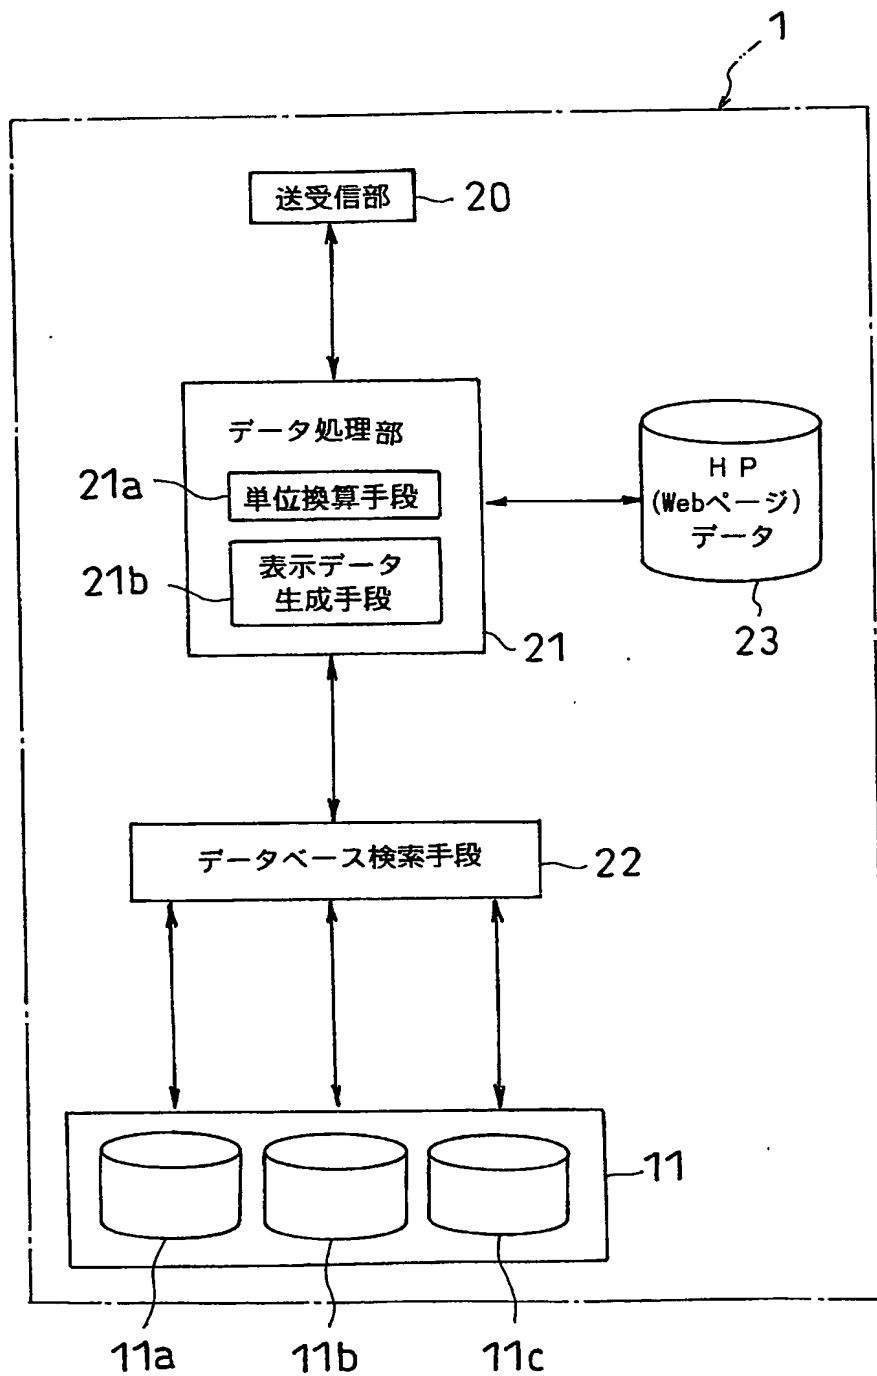 1
送受信部
20
データ処理部
21a
単位換算手段
21b
表示データ
生成手段
21
HP
(Webページ)
データ
23
データベース検索手段
22
11
11a
11b
11c